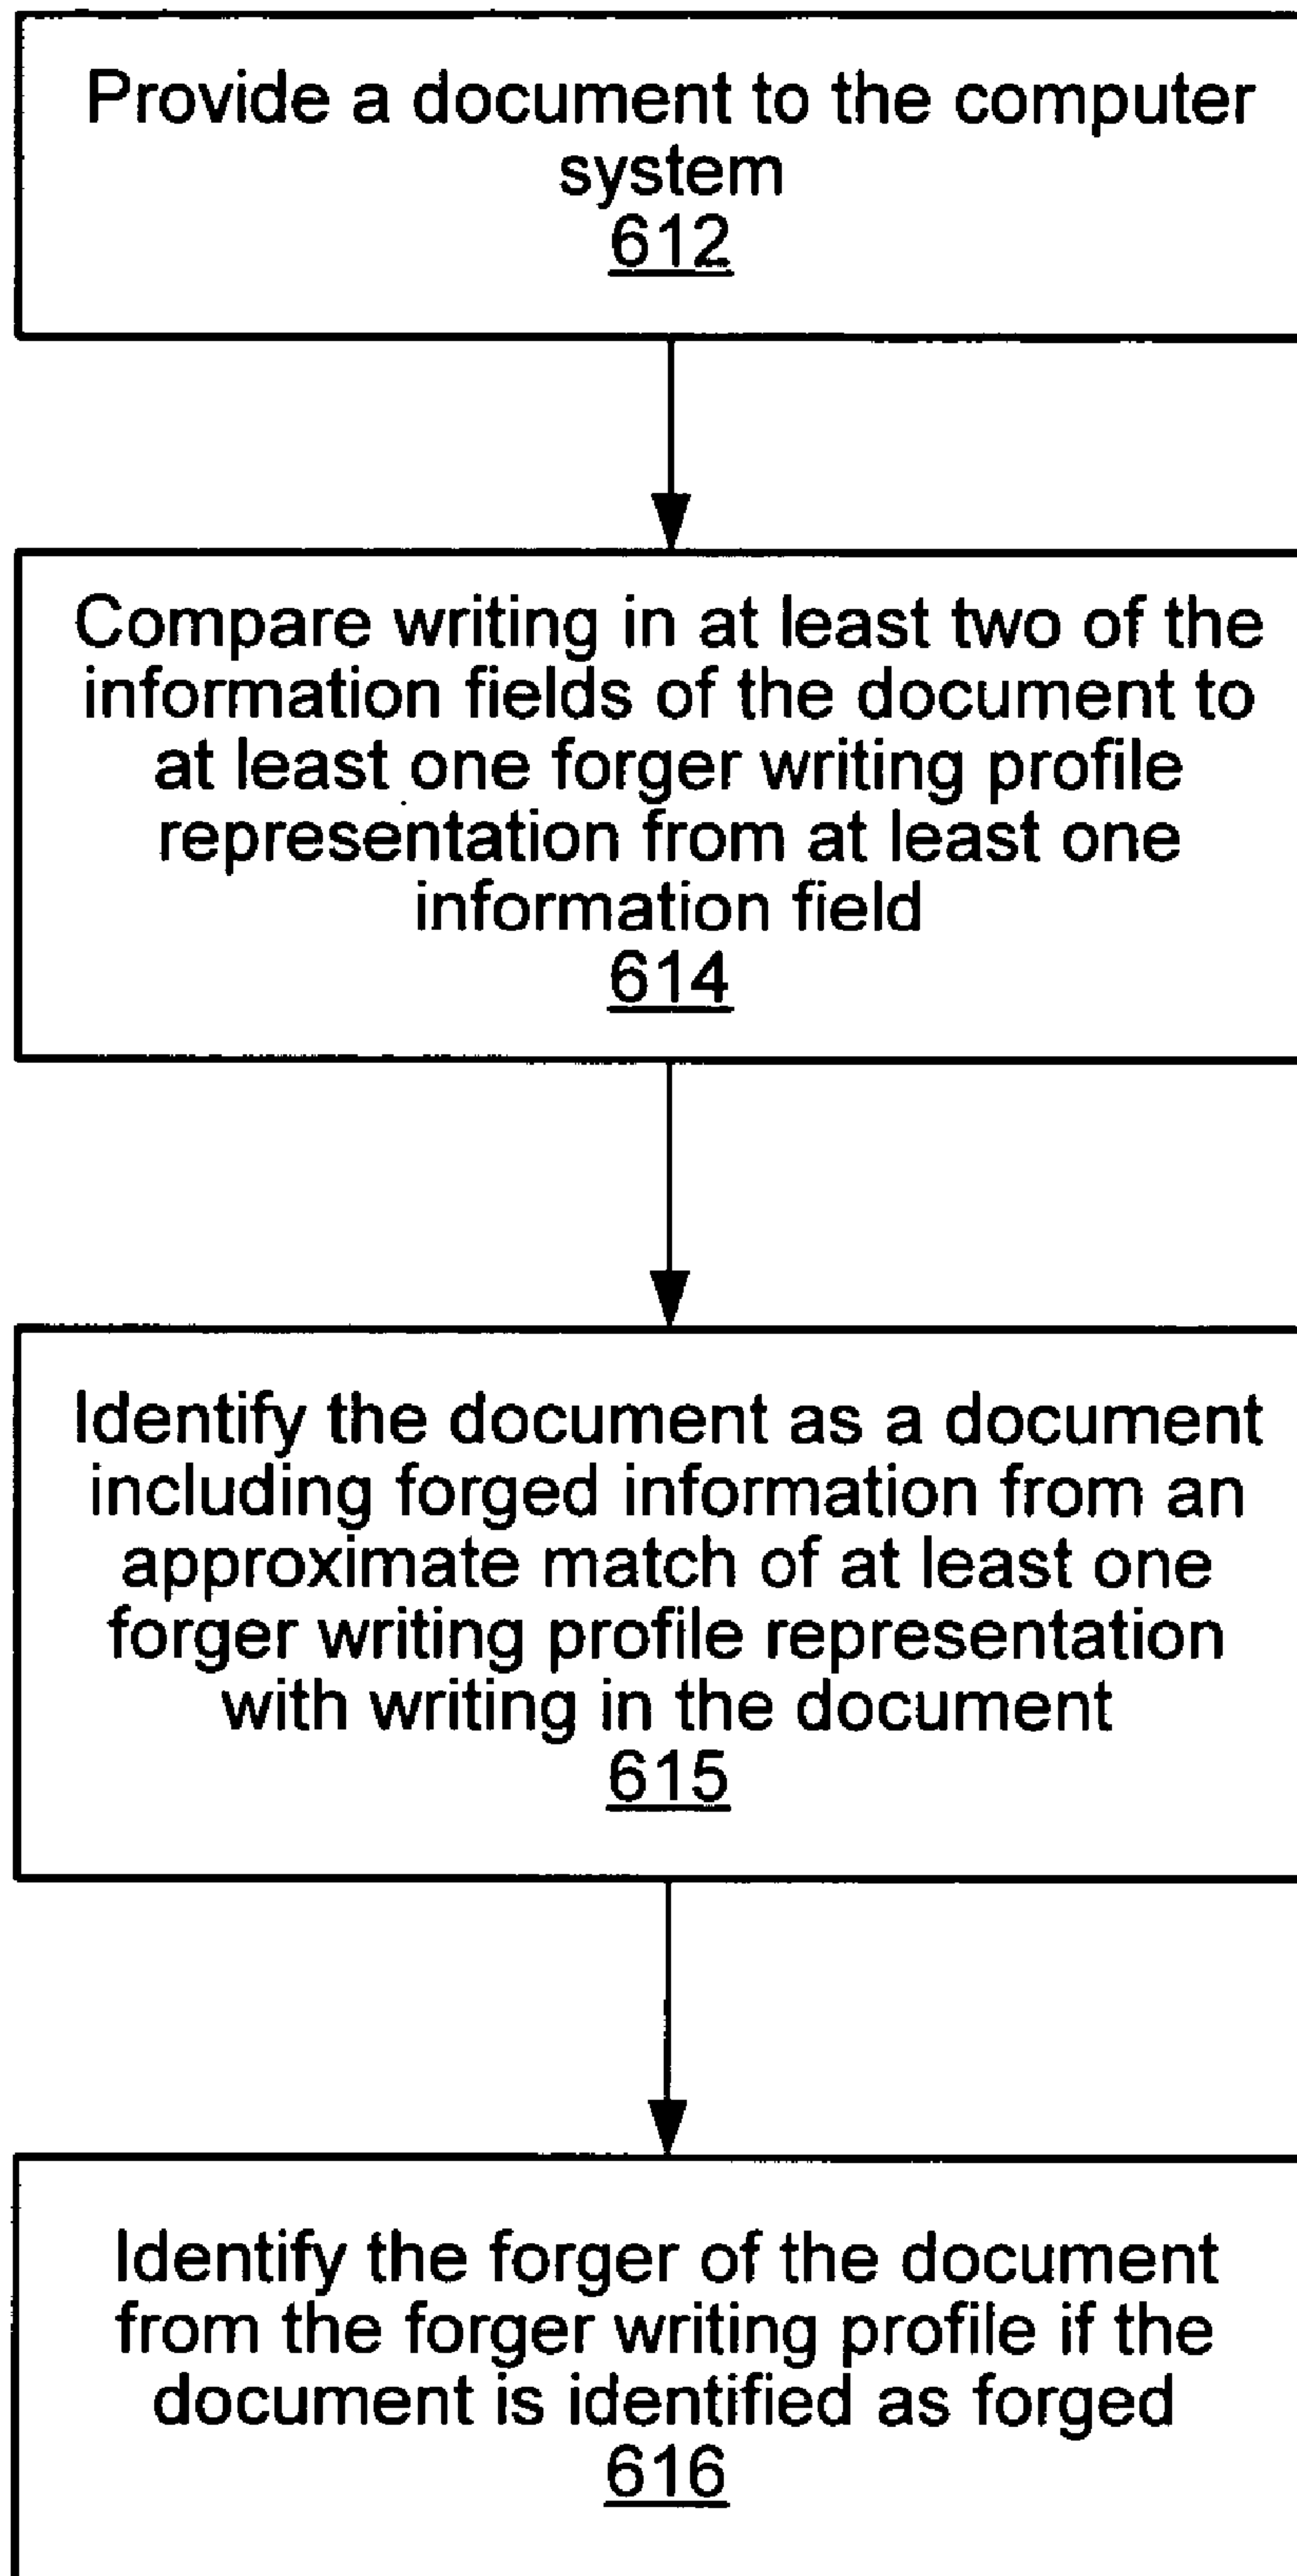 Provide a document to the computer
system
612
Compare writing in at least two of the
information fields of the document to
at least one forger writing profile
representation from at least one
information field
614
Identify the document as a document
including forged information from an
approximate match of at least one
forger writing profile representation
with writing in the document
615
Identify the forger of the document
from the forger writing profile if the
document is identified as forged
616